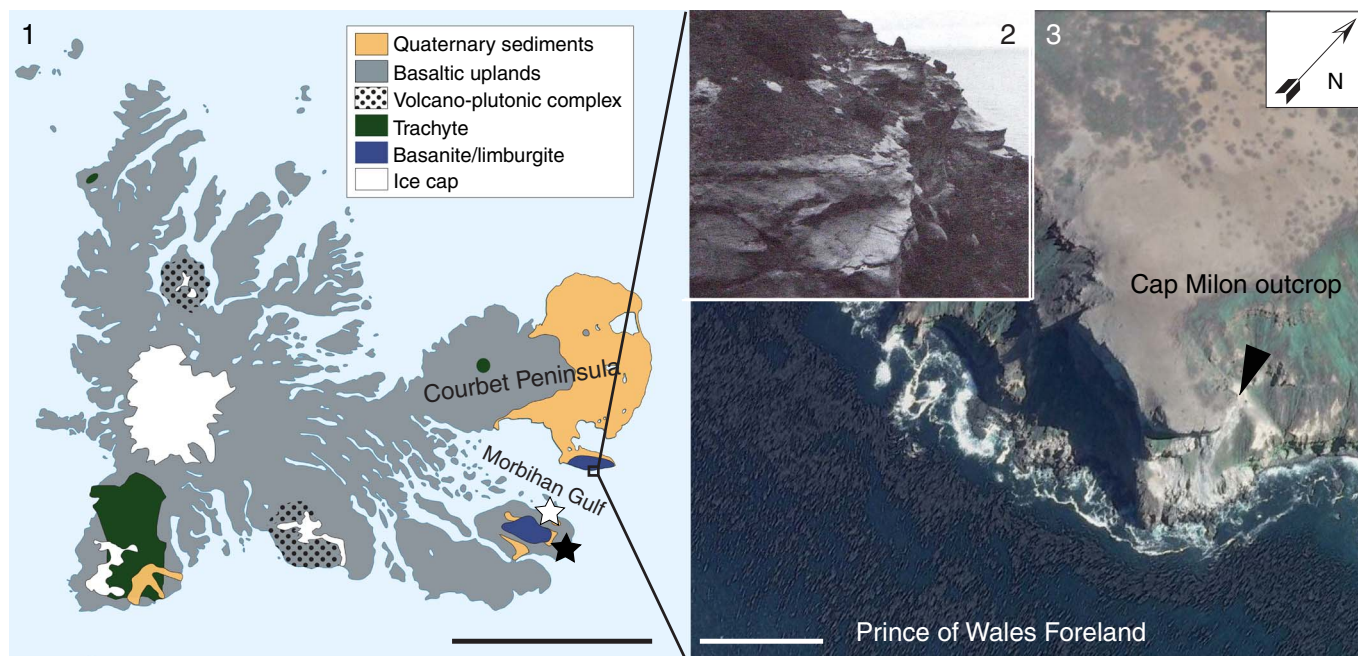 1
Quaternary sediments
Basaltic uplands
Volcano-plutonic complex
Trachyte
Basanite/limburgite
Ice cap
Courbet Peninsula
Morbihan Gulf
2
3
N
Cap Milon outcrop
Prince of Wales Foreland